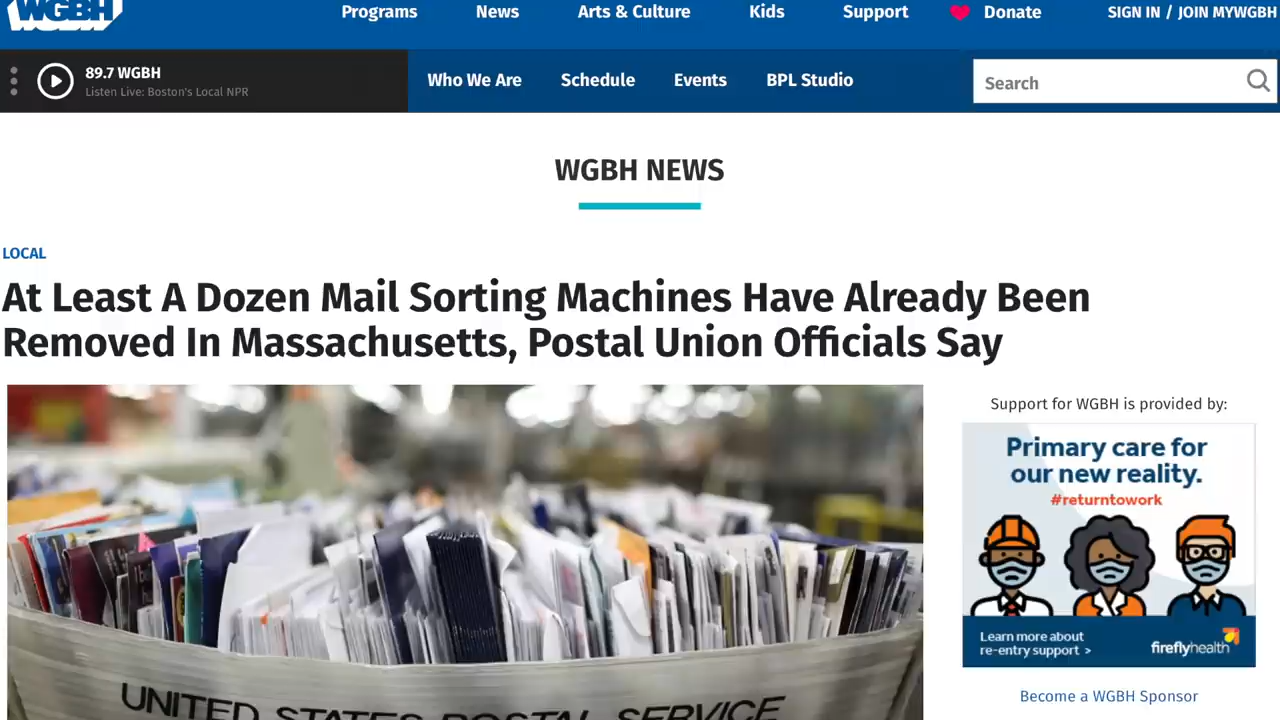 WGBH
Programs
News
Arts & Culture
Kids
Support
Donate
SIGN IN / JOIN MYWGBH
89.7 WGBH
Listen Live: Boston's Local NPR
Who We Are
Schedule
Events
BPL Studio
Search
WGBH NEWS
LOCAL
At Least A Dozen Mail Sorting Machines Have Already Been
Removed In Massachusetts, Postal Union Officials Say
Support for WGBH is provided by:
Primary care for
our new reality.
#returntowork
Learn more about
re-entry support >
fireflyhealth
Become a WGBH Sponsor
UNITED STATES POSTAL SERVICE